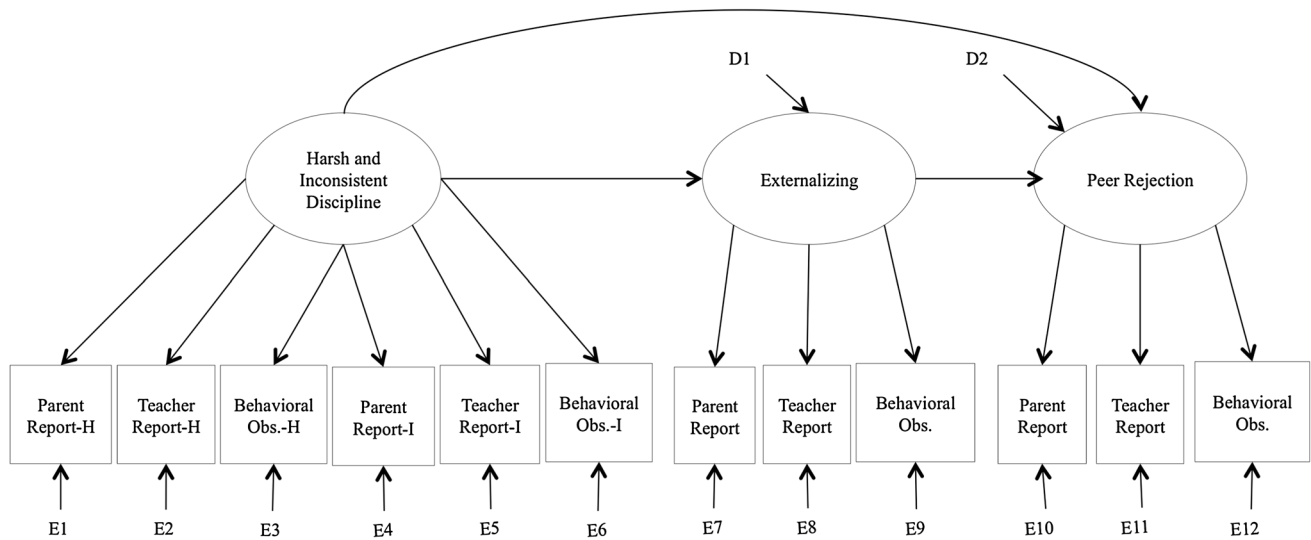 D1
D2
Harsh and
Inconsistent
Discipline
Externalizing
Peer Rejection
Parent
Report-H
Teacher
Report-H
Behavioral
Obs.-H
Parent
Report-I
Teacher
Report-I
Behavioral
Obs.-I
Parent
Report
Teacher
Report
Behavioral
Obs.
Parent
Report
Teacher
Report
Behavioral
Obs.
E1
E2
E3
E4
E5
E6
E7
E8
E9
E10
E11
E12